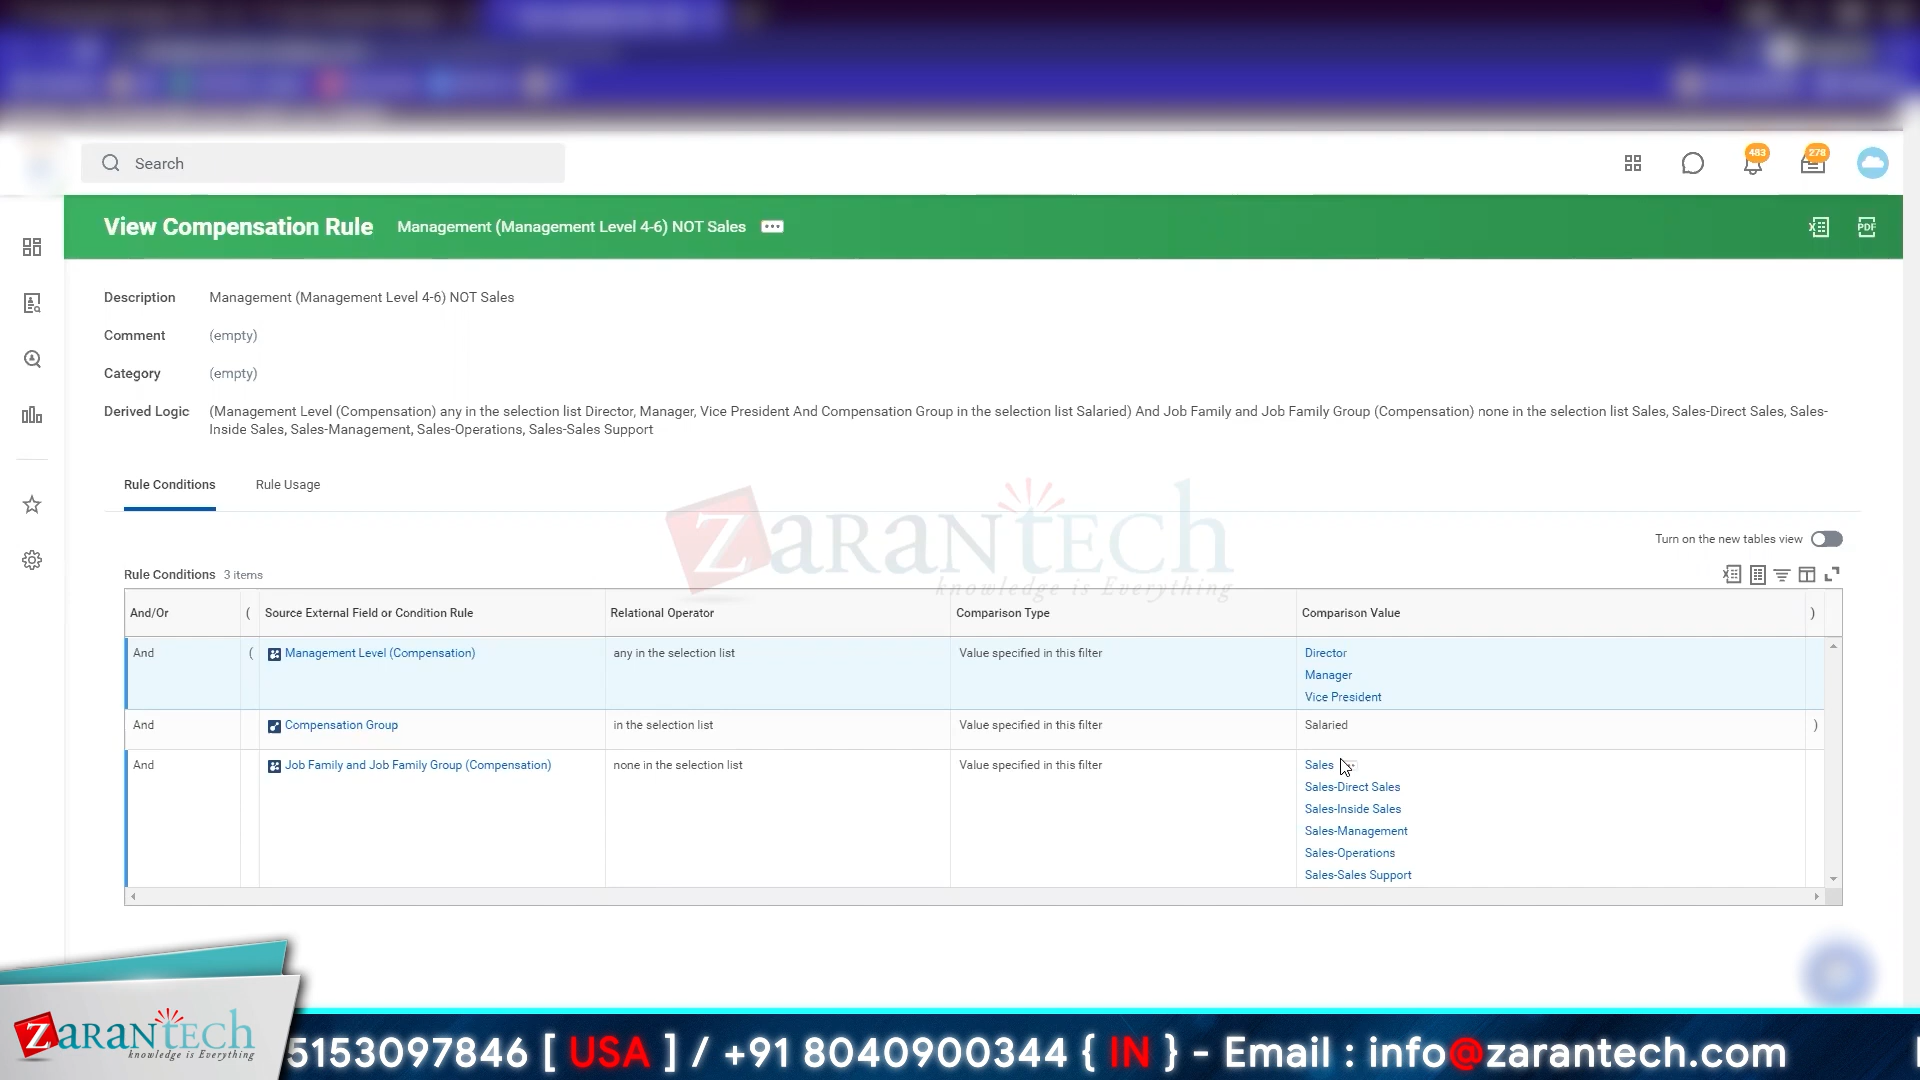 Search
483
278
View Compensation Rule Management (Management Level 4-6) NOT Sales
PDF
Description Management (Management Level 4-6) NOT Sales
Comment (empty)
Category (empty)
Derived Logic (Management Level (Compensation) any in the selection list Director, Manager, Vice President And Compensation Group in the selection list Salaried) And Job Family and Job Family Group (Compensation) none in the selection list Sales, Sales-Direct Sales, Sales-
Inside Sales, Sales-Management, Sales-Operations, Sales-Sales Support
Rule Conditions Rule Usage
ZARANTECH
knowledge is Everything
Turn on the new tables view
Rule Conditions 3 items
And/Or ( Source External Field or Condition Rule Relational Operator Comparison Type Comparison Value )
And ( Management Level (Compensation) any in the selection list Value specified in this filter Director
Manager
Vice President
And Compensation Group in the selection list Value specified in this filter Salaried )
And Job Family and Job Family Group (Compensation) none in the selection list Value specified in this filter Sales
Sales-Direct Sales
Sales-Inside Sales
Sales-Management
Sales-Operations
Sales-Sales Support
ZARANTECH
knowledge is Everything
5153097846 [ USA ] / +91 8040900344 { IN } - Email : info@zarantech.com